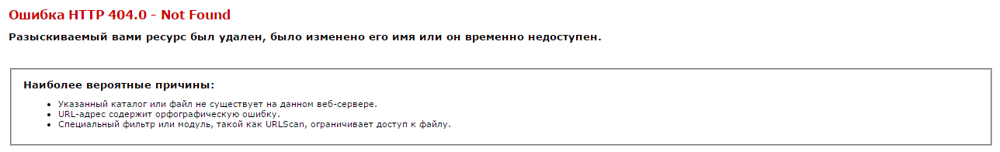 Ошибка HTTP 404.0 - Not Found
Разыскиваемый вами ресурс был удален, было изменено его имя или он временно недоступен.
Наиболее вероятные причины:
• Указанный каталог или файл не существует на данном веб-сервере.
• URL-адрес содержит орфографическую ошибку.
• Специальный фильтр или модуль, такой как URLScan, ограничивает доступ к файлу.